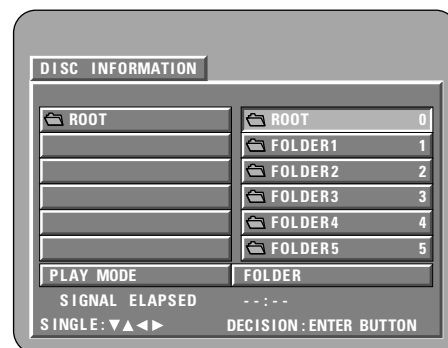 DISC INFORMATION
ROOT ROOT 0
FOLDER1 1
FOLDER2 2
FOLDER3 3
FOLDER4 4
FOLDER5 5
PLAY MODE FOLDER
SIGNAL ELAPSED --:--
SINGLE:▼▲◄► DECISION:ENTER BUTTON